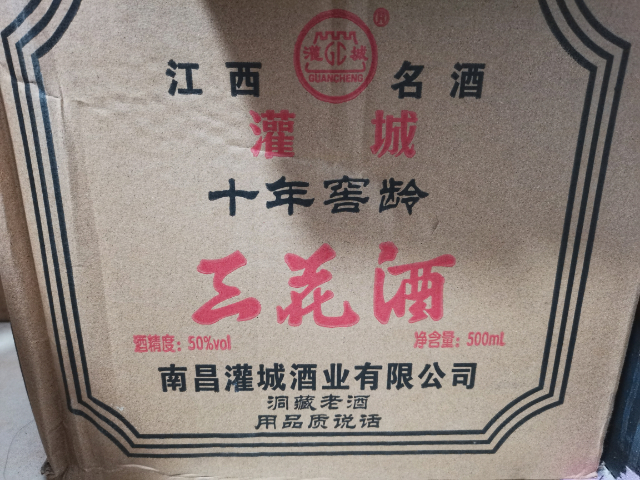 ®
灌GC城
GUANCHENG
江西 名酒
灌城
十年窖龄
三花酒
酒精度：50%vol 净含量：500mL
南昌灌城酒业有限公司
洞藏老酒
用品质说话